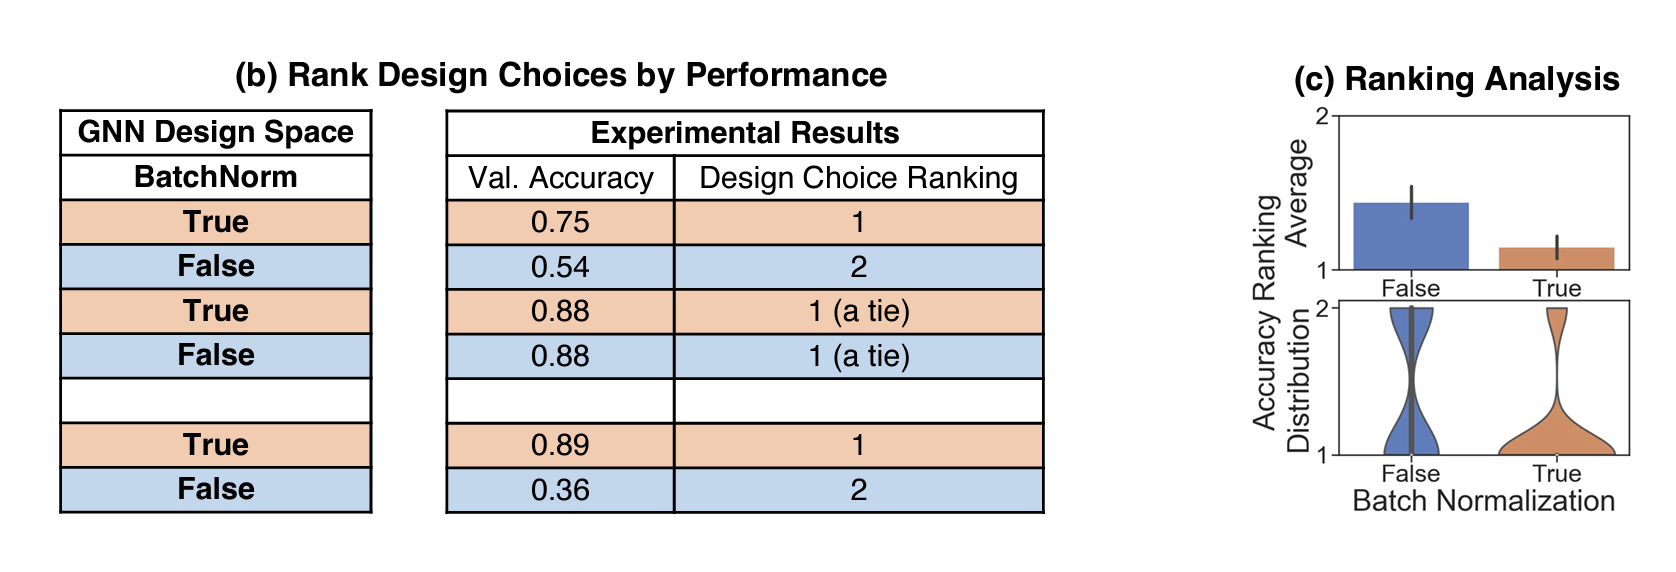 (b) Rank Design Choices by Performance
GNN Design Space
BatchNorm
True
False
True
False
True
False
Experimental Results
Val. Accuracy Design Choice Ranking
0.75 1
0.54 2
0.88 1 (a tie)
0.88 1 (a tie)
0.89 1
0.36 2
(c) Ranking Analysis
Accuracy Ranking
Average
2
1
False True
Distribution
2
1
False True
Batch Normalization